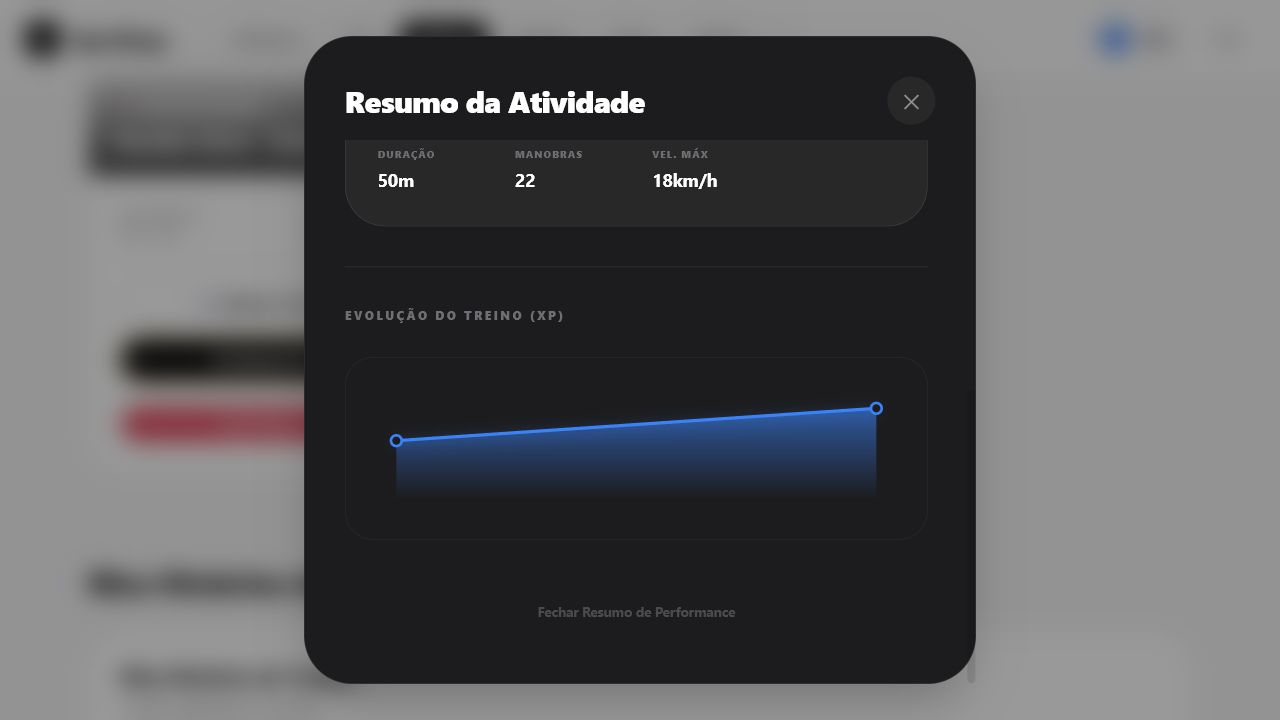 Resumo da Atividade
DURAÇÃO MANOBRAS VEL. MÁX
50m 22 18km/h
EVOLUÇÃO DO TREINO (XP)
Fechar Resumo de Performance